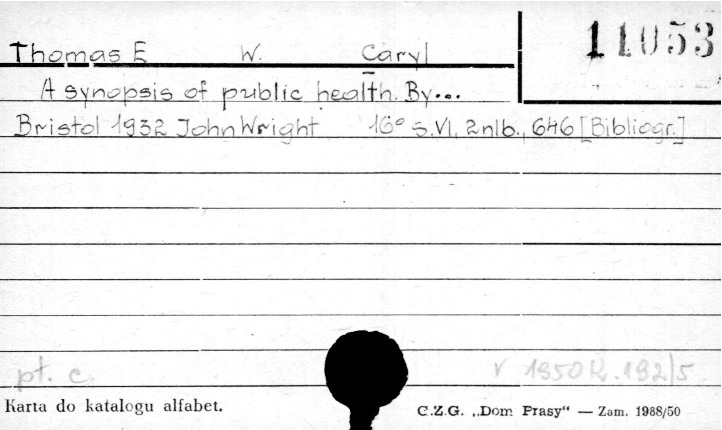 11053
Thomas E W. Caryl
A synopsis of public health. By...
Bristol 1932 John Wright 16° s.VI, 2nlb., 646 [Bibliogr.]
pt. c. v 1950 R. 192/5
Karta do katalogu alfabet. C.Z.G. „Dom Prasy“ — Zam. 1988/50